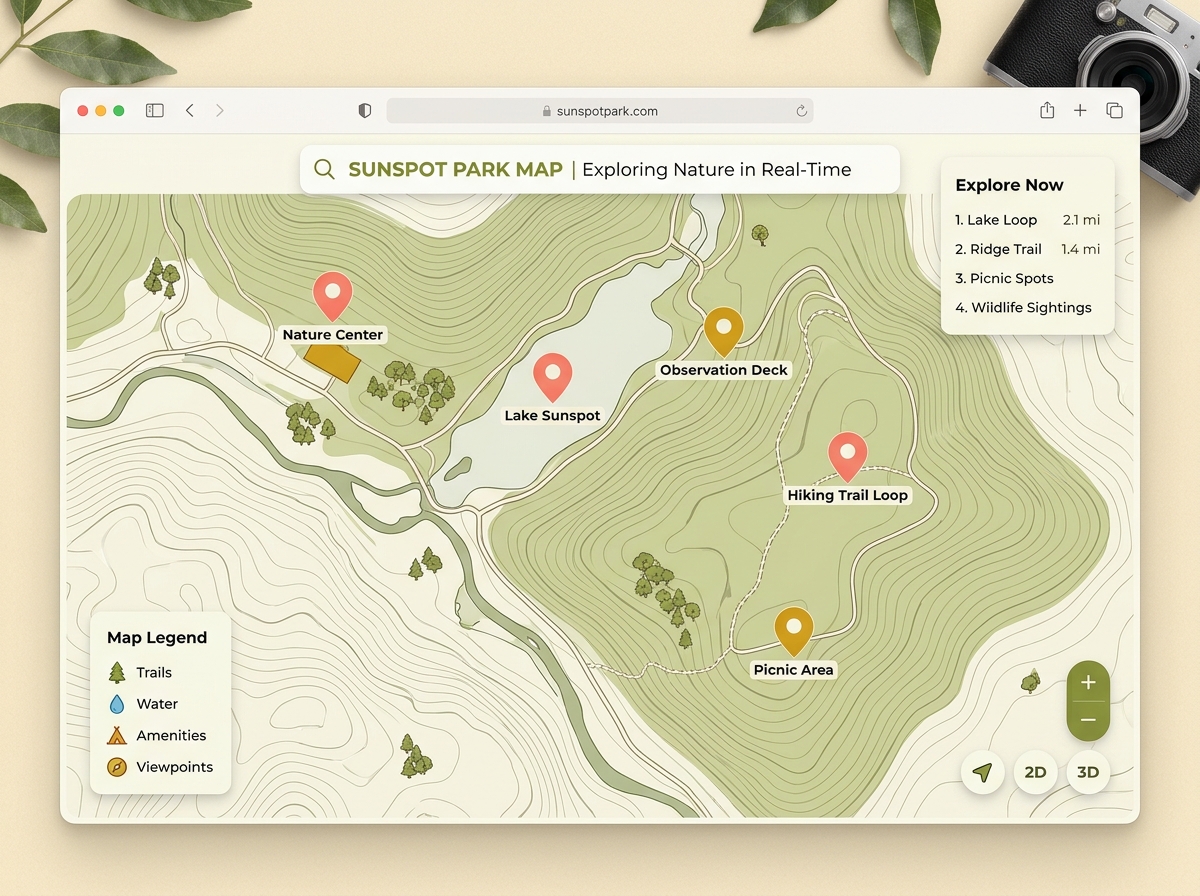 sunspotpark.com
SUNSPOT PARK MAP | Exploring Nature in Real-Time
Explore Now
1. Lake Loop 2.1 mi
2. Ridge Trail 1.4 mi
3. Picnic Spots
4. Wildlife Sightings
Nature Center
Observation Deck
Lake Sunspot
Hiking Trail Loop
Picnic Area
Map Legend
Trails
Water
Amenities
Viewpoints
+
−
2D
3D